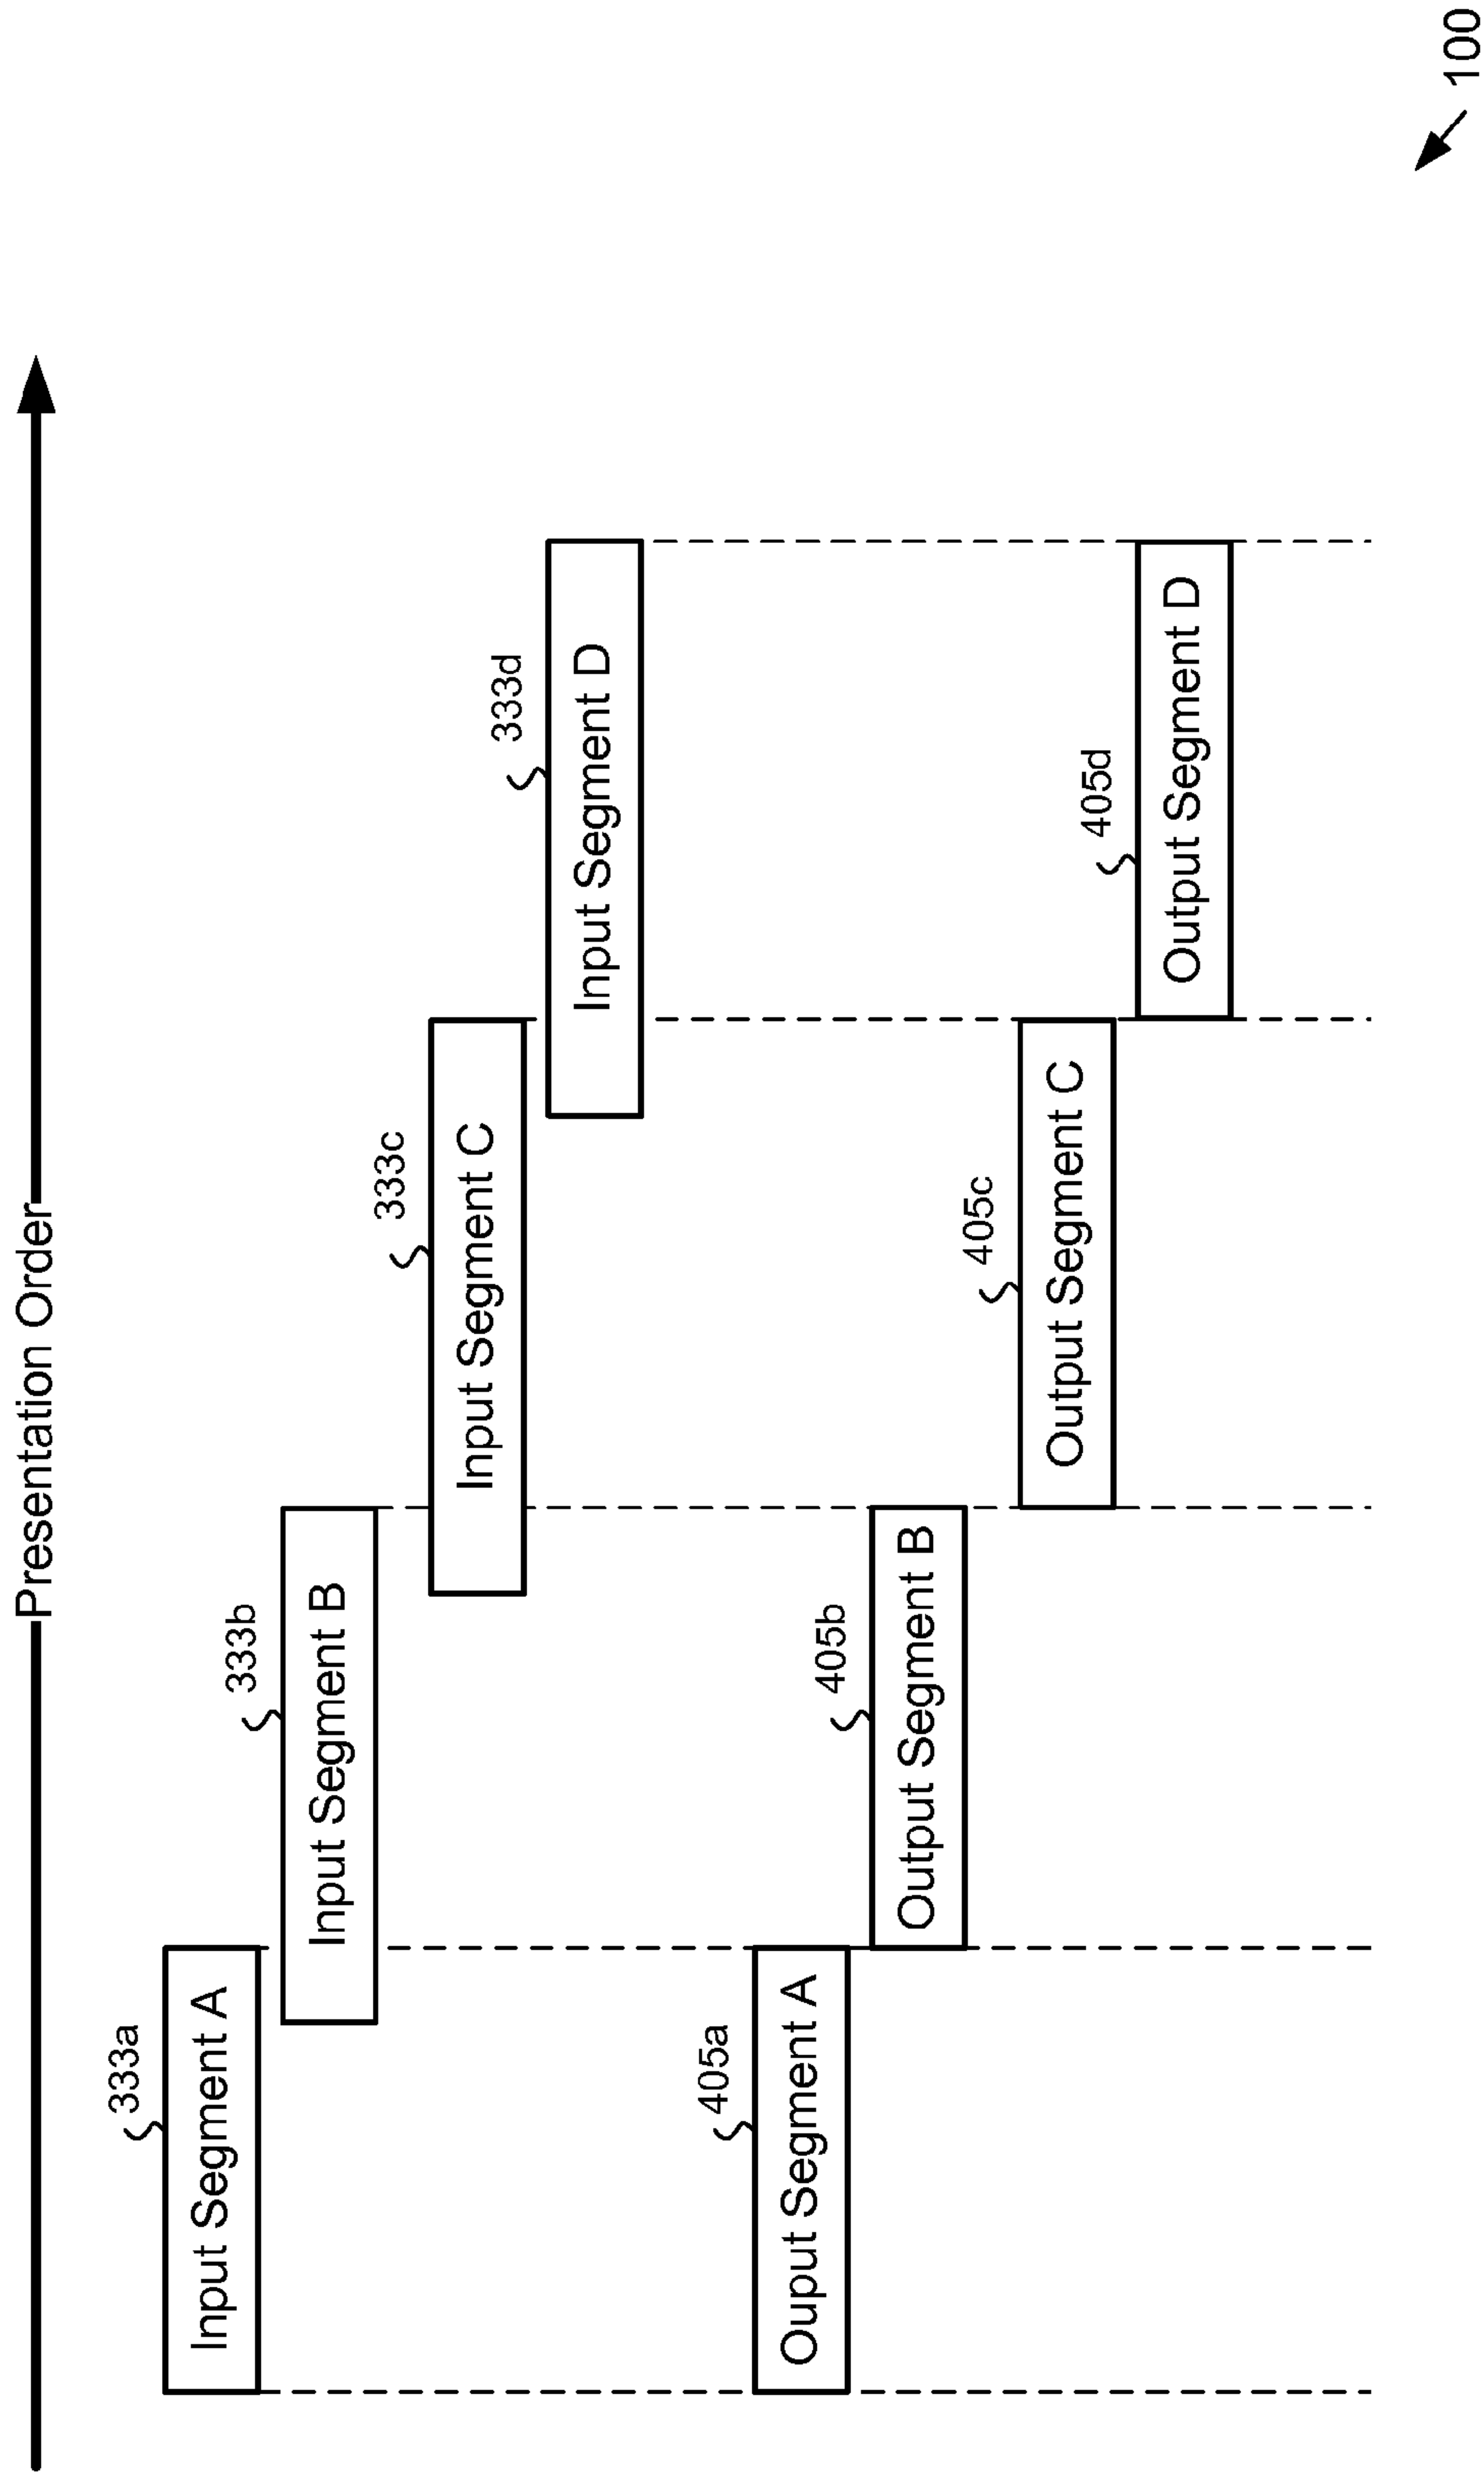 Presentation Order
333a
Input Segment A
333b
Input Segment B
333c
Input Segment C
333d
Input Segment D
405a
Ouput Segment A
405b
Output Segment B
405c
Output Segment C
405d
Output Segment D
100